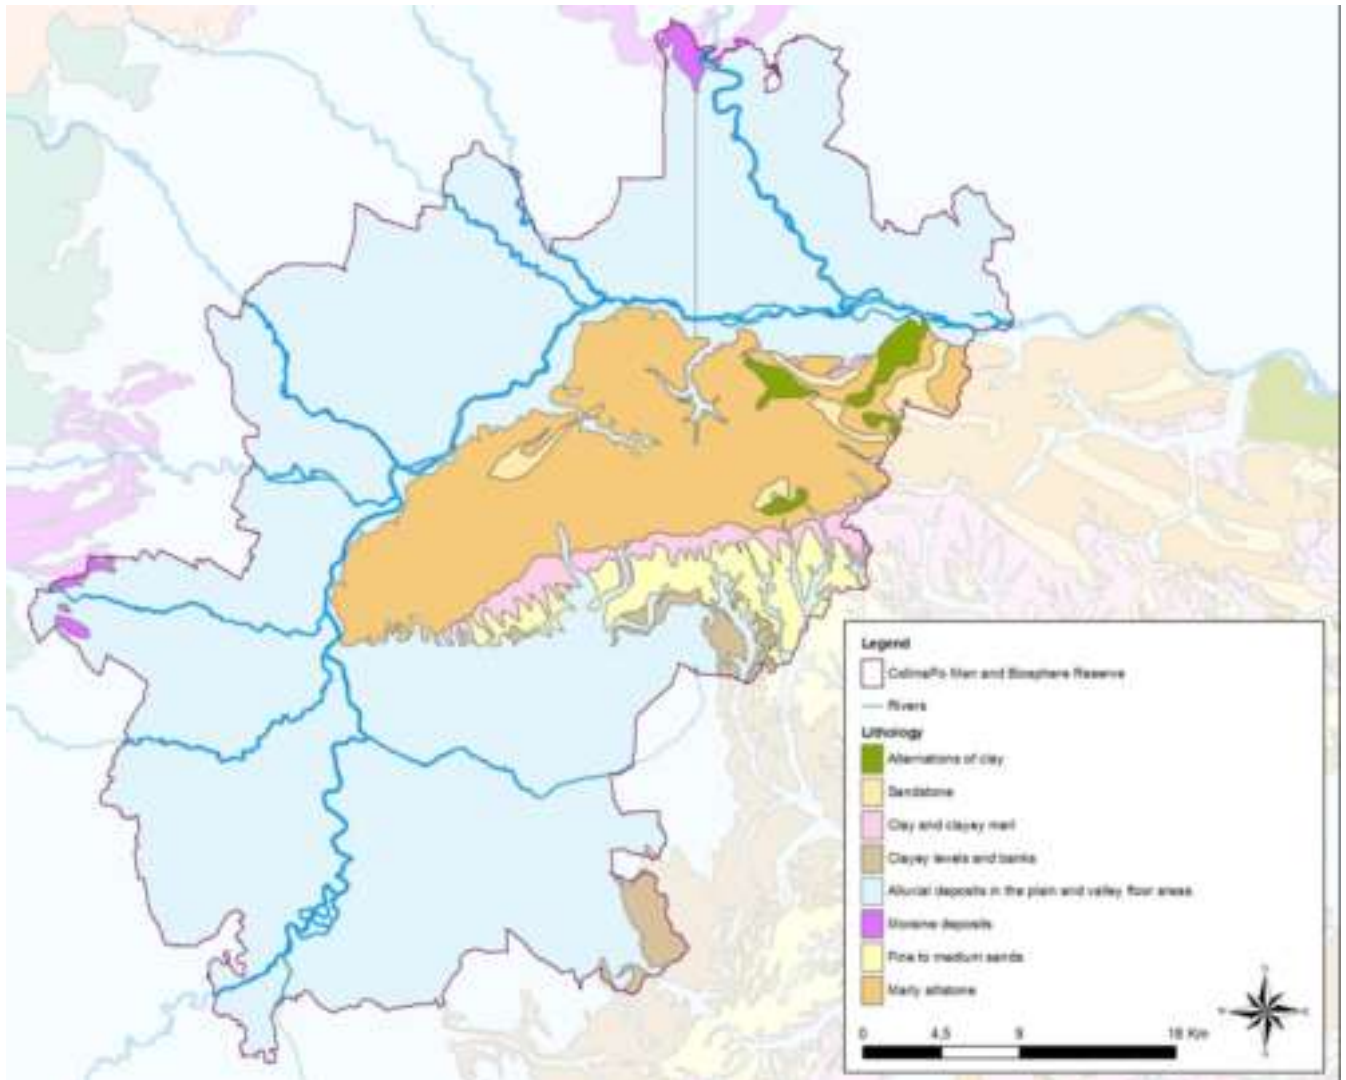 Legend
CollinaPo Man and Biosphere Reserve
Rivers
Lithology
Alternations of clay
Sandstone
Clay and clayey marl
Clayey levels and banks
Alluvial deposits in the plain and valley floor areas
Moraine deposits
Fine to medium sands
Marly siltstone
0 4,5 9 18 Km